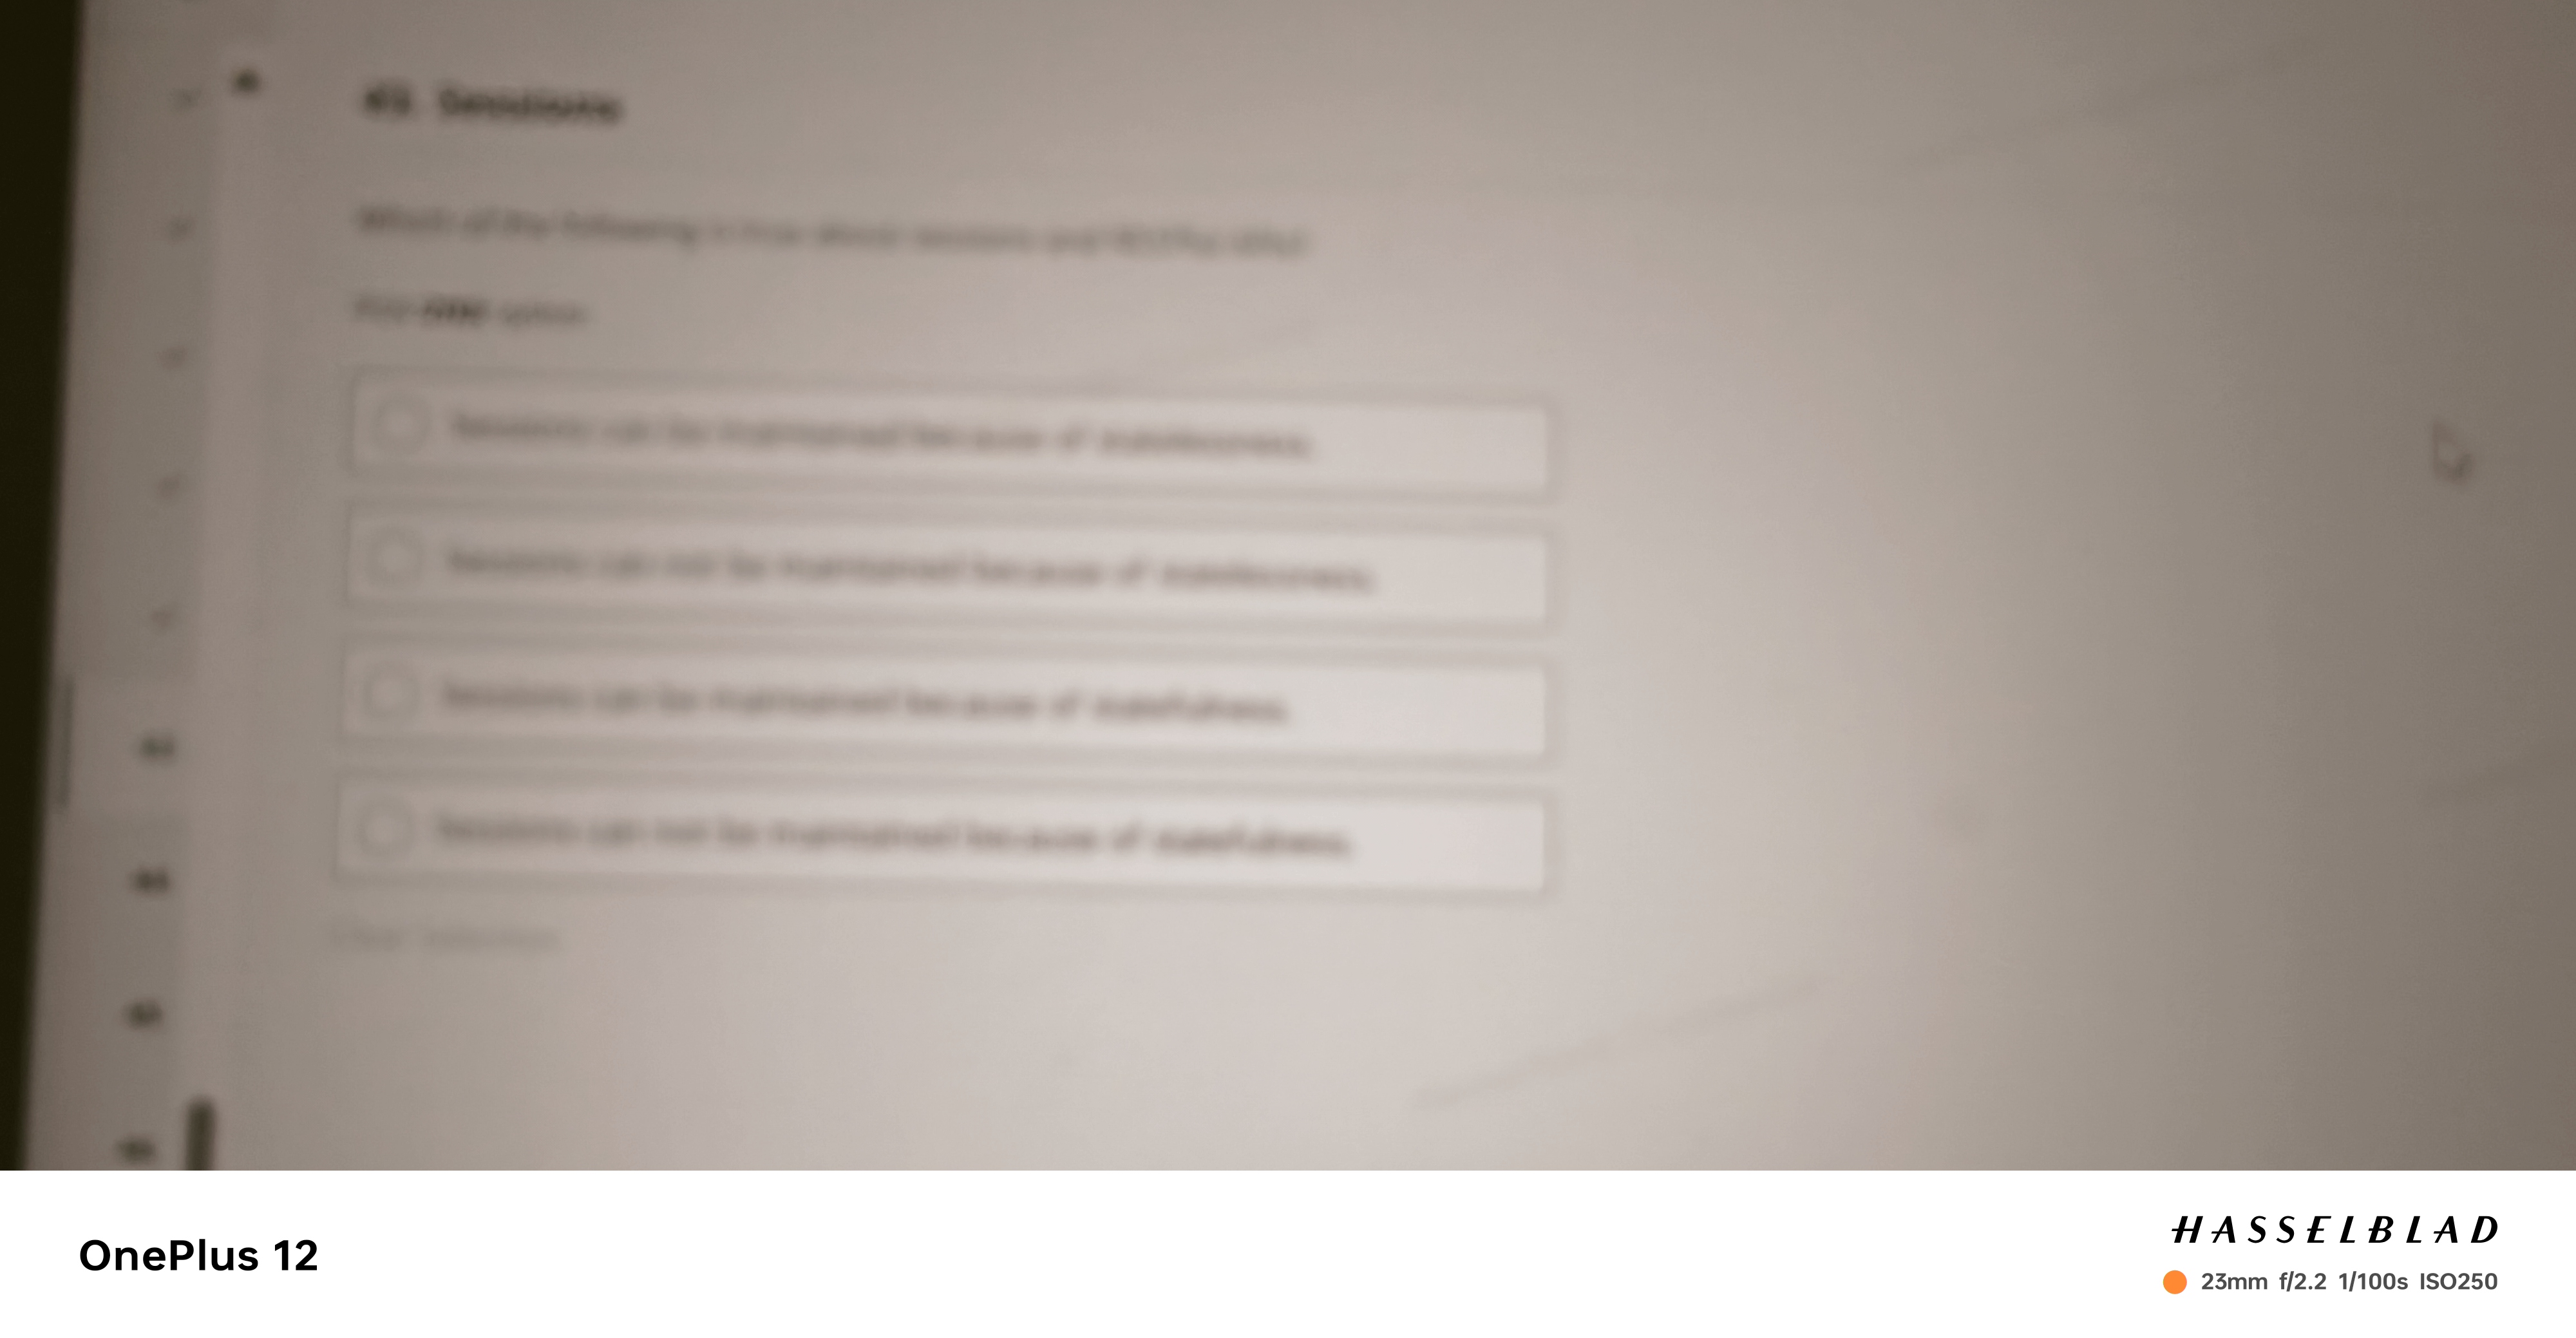 43. Sessions
Which of the following is true about sessions and RESTful APIs?
Pick ONE option
Sessions can be maintained because of statelessness.
Sessions can not be maintained because of statelessness.
Sessions can be maintained because of statefulness.
Sessions can not be maintained because of statefulness.
Clear Selection
OnePlus 12
HASSELBLAD
23mm f/2.2 1/100s ISO250